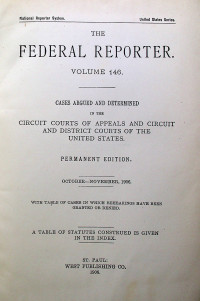 National Reporter System. United States Series.
THE
FEDERAL REPORTER.
VOLUME 146.
CASES ARGUED AND DETERMINED
IN THE
CIRCUIT COURTS OF APPEALS AND CIRCUIT
AND DISTRICT COURTS OF THE
UNITED STATES.
PERMANENT EDITION.
OCTOBER—NOVEMBER, 1906.
WITH TABLE OF CASES IN WHICH REHEARINGS HAVE BEEN
GRANTED OR DENIED.
A TABLE OF STATUTES CONSTRUED IS GIVEN
IN THE INDEX.
ST. PAUL:
WEST PUBLISHING CO.
1906.